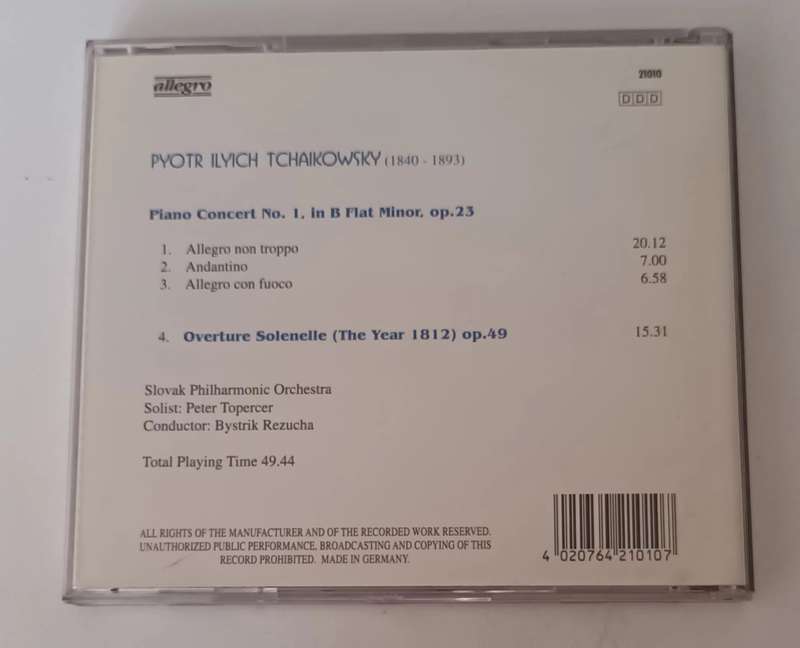 allegro
21010
DDD
PYOTR ILYICH TCHAIKOWSKY (1840 - 1893)
Piano Concert No. 1, in B Flat Minor, op.23
1. Allegro non troppo 20.12
2. Andantino 7.00
3. Allegro con fuoco 6.58
4. Overture Solenelle (The Year 1812) op.49 15.31
Slovak Philharmonic Orchestra
Solist: Peter Topercer
Conductor: Bystrik Rezucha
Total Playing Time 49.44
ALL RIGHTS OF THE MANUFACTURER AND OF THE RECORDED WORK RESERVED.
UNAUTHORIZED PUBLIC PERFORMANCE, BROADCASTING AND COPYING OF THIS
RECORD PROHIBITED. MADE IN GERMANY.
4 020764 210107